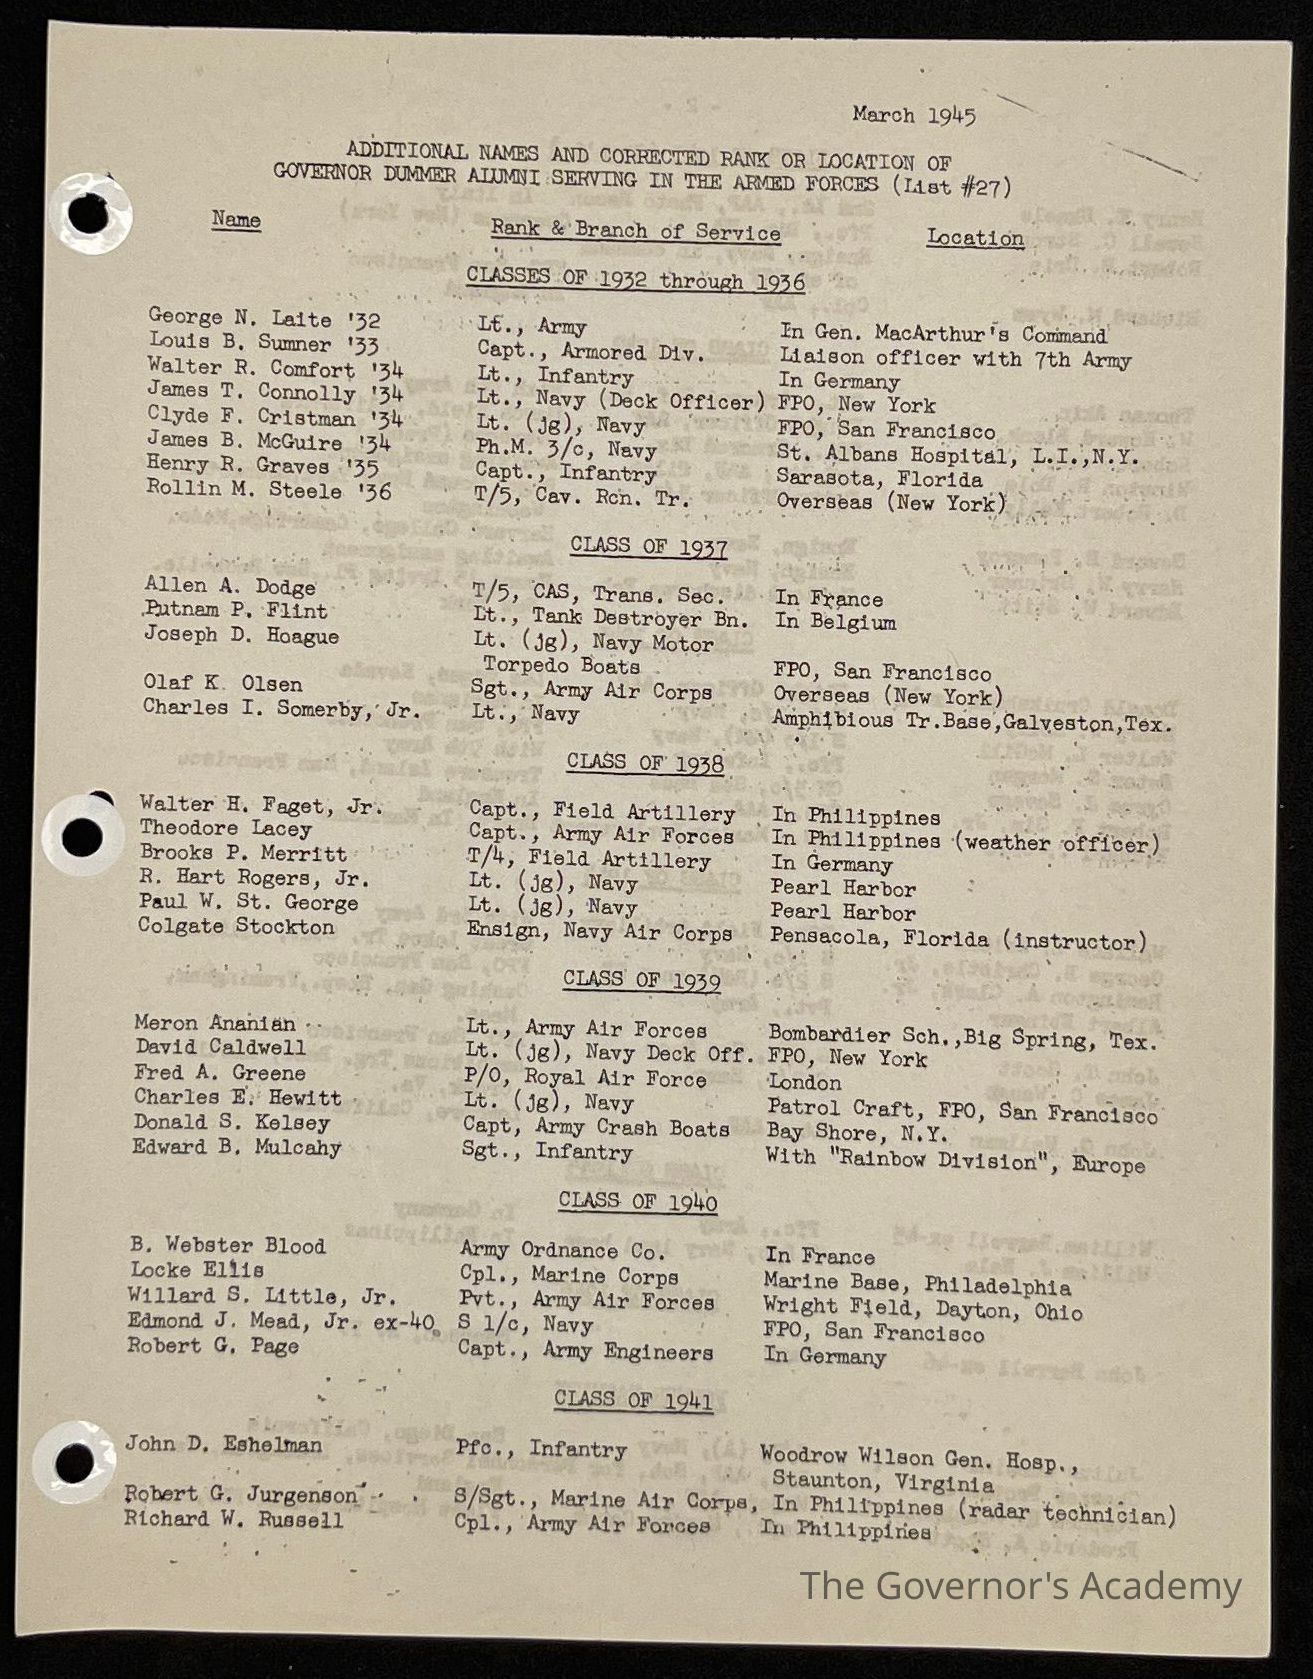 March 1945
ADDITIONAL NAMES AND CORRECTED RANK OR LOCATION OF
GOVERNOR DUMMER ALUMNI SERVING IN THE ARMED FORCES (List #27)
Name Rank & Branch of Service Location
CLASSES OF 1932 through 1936
George N. Laite '32 Lt., Army In Gen. MacArthur's Command
Louis B. Sumner '33 Capt., Armored Div. Liaison officer with 7th Army
Walter R. Comfort '34 Lt., Infantry In Germany
James T. Connolly '34 Lt., Navy (Deck Officer) FPO, New York
Clyde F. Cristman '34 Lt. (jg), Navy FPO, San Francisco
James B. McGuire '34 Ph.M. 3/c, Navy St. Albans Hospital, L.I.,N.Y.
Henry R. Graves '35 Capt., Infantry Sarasota, Florida
Rollin M. Steele '36 T/5, Cav. Rcn. Tr. Overseas (New York)
CLASS OF 1937
Allen A. Dodge T/5, CAS, Trans. Sec. In France
Putnam P. Flint Lt., Tank Destroyer Bn. In Belgium
Joseph D. Hoague Lt. (jg), Navy Motor
Torpedo Boats FPO, San Francisco
Olaf K. Olsen Sgt., Army Air Corps Overseas (New York)
Charles I. Somerby, Jr. Lt., Navy Amphibious Tr.Base,Galveston,Tex.
CLASS OF 1938
Walter H. Faget, Jr. Capt., Field Artillery In Philippines
Theodore Lacey Capt., Army Air Forces In Philippines (weather officer)
Brooks P. Merritt T/4, Field Artillery In Germany
R. Hart Rogers, Jr. Lt. (jg), Navy Pearl Harbor
Paul W. St. George Lt. (jg), Navy Pearl Harbor
Colgate Stockton Ensign, Navy Air Corps Pensacola, Florida (instructor)
CLASS OF 1939
Meron Ananian Lt., Army Air Forces Bombardier Sch.,Big Spring, Tex.
David Caldwell Lt. (jg), Navy Deck Off. FPO, New York
Fred A. Greene P/O, Royal Air Force London
Charles E. Hewitt Lt. (jg), Navy Patrol Craft, FPO, San Francisco
Donald S. Kelsey Capt, Army Crash Boats Bay Shore, N.Y.
Edward B. Mulcahy Sgt., Infantry With "Rainbow Division", Europe
CLASS OF 1940
B. Webster Blood Army Ordnance Co. In France
Locke Ellis Cpl., Marine Corps Marine Base, Philadelphia
Willard S. Little, Jr. Pvt., Army Air Forces Wright Field, Dayton, Ohio
Edmond J. Mead, Jr. ex-40 S 1/c, Navy FPO, San Francisco
Robert G. Page Capt., Army Engineers In Germany
CLASS OF 1941
John D. Eshelman Pfc., Infantry Woodrow Wilson Gen. Hosp.,
Staunton, Virginia
Robert G. Jurgenson S/Sgt., Marine Air Corps, In Philippines (radar technician)
Richard W. Russell Cpl., Army Air Forces In Philippines
The Governor's Academy